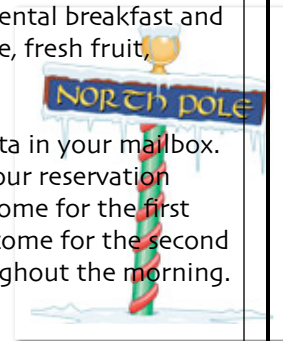 ental breakfast and
e, fresh fruit,
NORTH POLE
ta in your mailbox.
our reservation
ome for the first
come for the second
ghout the morning.